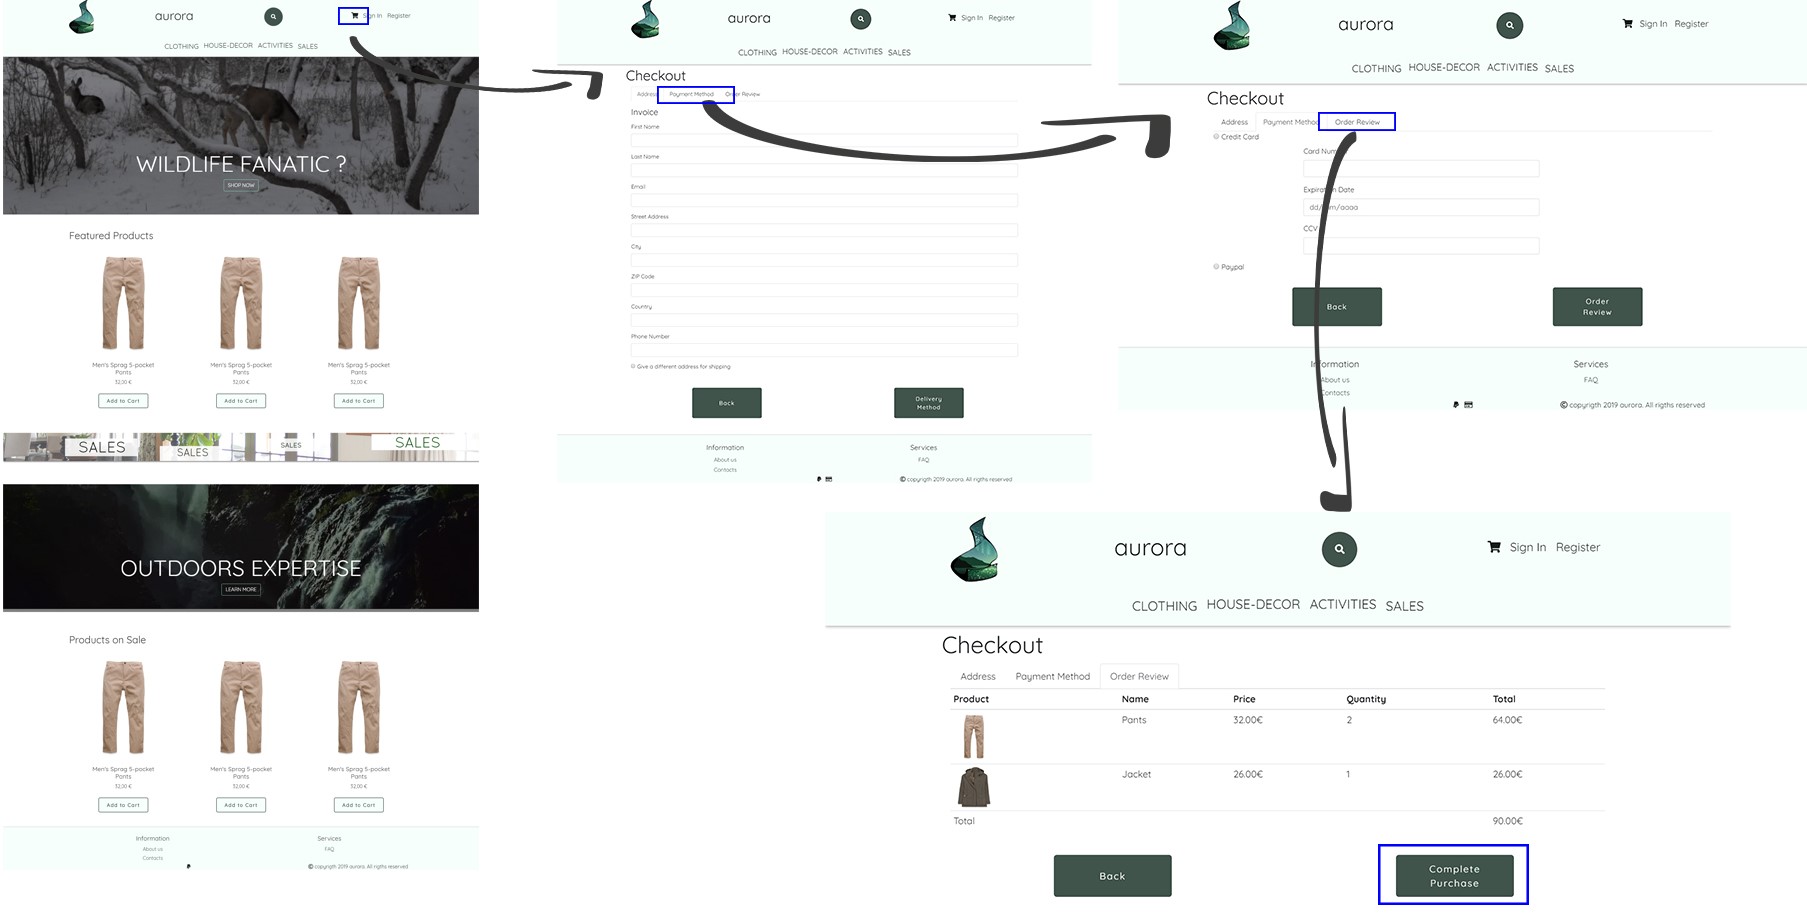 aurora
Sign In Register
CLOTHING HOUSE-DECOR ACTIVITIES SALES
WILDLIFE FANATIC ?
SHOP NOW
Featured Products
Men's Sprag 5-pocket Men's Sprag 5-pocket Men's Sprag 5-pocket
Pants Pants Pants
32,00 € 32,00 € 32,00 €
Add to Cart Add to Cart Add to Cart
SALES SALES SALES SALES
OUTDOORS EXPERTISE
LEARN MORE
Products on Sale
Men's Sprag 5-pocket Men's Sprag 5-pocket Men's Sprag 5-pocket
Pants Pants Pants
32,00 € 32,00 € 32,00 €
Add to Cart Add to Cart Add to Cart
Information Services
About us FAQ
Contacts
© copyrigth 2019 aurora. All rigths reserved
aurora
Sign In Register
CLOTHING HOUSE-DECOR ACTIVITIES SALES
Checkout
Address Payment Method Order Review
Invoice
First Name
Last Name
Email
Street Address
City
ZIP Code
Country
Phone Number
Give a different address for shipping
Back
Delivery
Method
Information Services
About us FAQ
Contacts
© copyrigth 2019 aurora. All rigths reserved
aurora
Sign In Register
CLOTHING HOUSE-DECOR ACTIVITIES SALES
Checkout
Address Payment Method Order Review
Credit Card
Card Number
Expiration Date
dd/mm/aaaa
CCV
Paypal
Back
Order
Review
Information Services
About us FAQ
Contacts
© copyrigth 2019 aurora. All rigths reserved
aurora
Sign In Register
CLOTHING HOUSE-DECOR ACTIVITIES SALES
Checkout
Address Payment Method Order Review
Product Name Price Quantity Total
Pants 32.00€ 2 64.00€
Jacket 26.00€ 1 26.00€
Total 90.00€
Back
Complete
Purchase